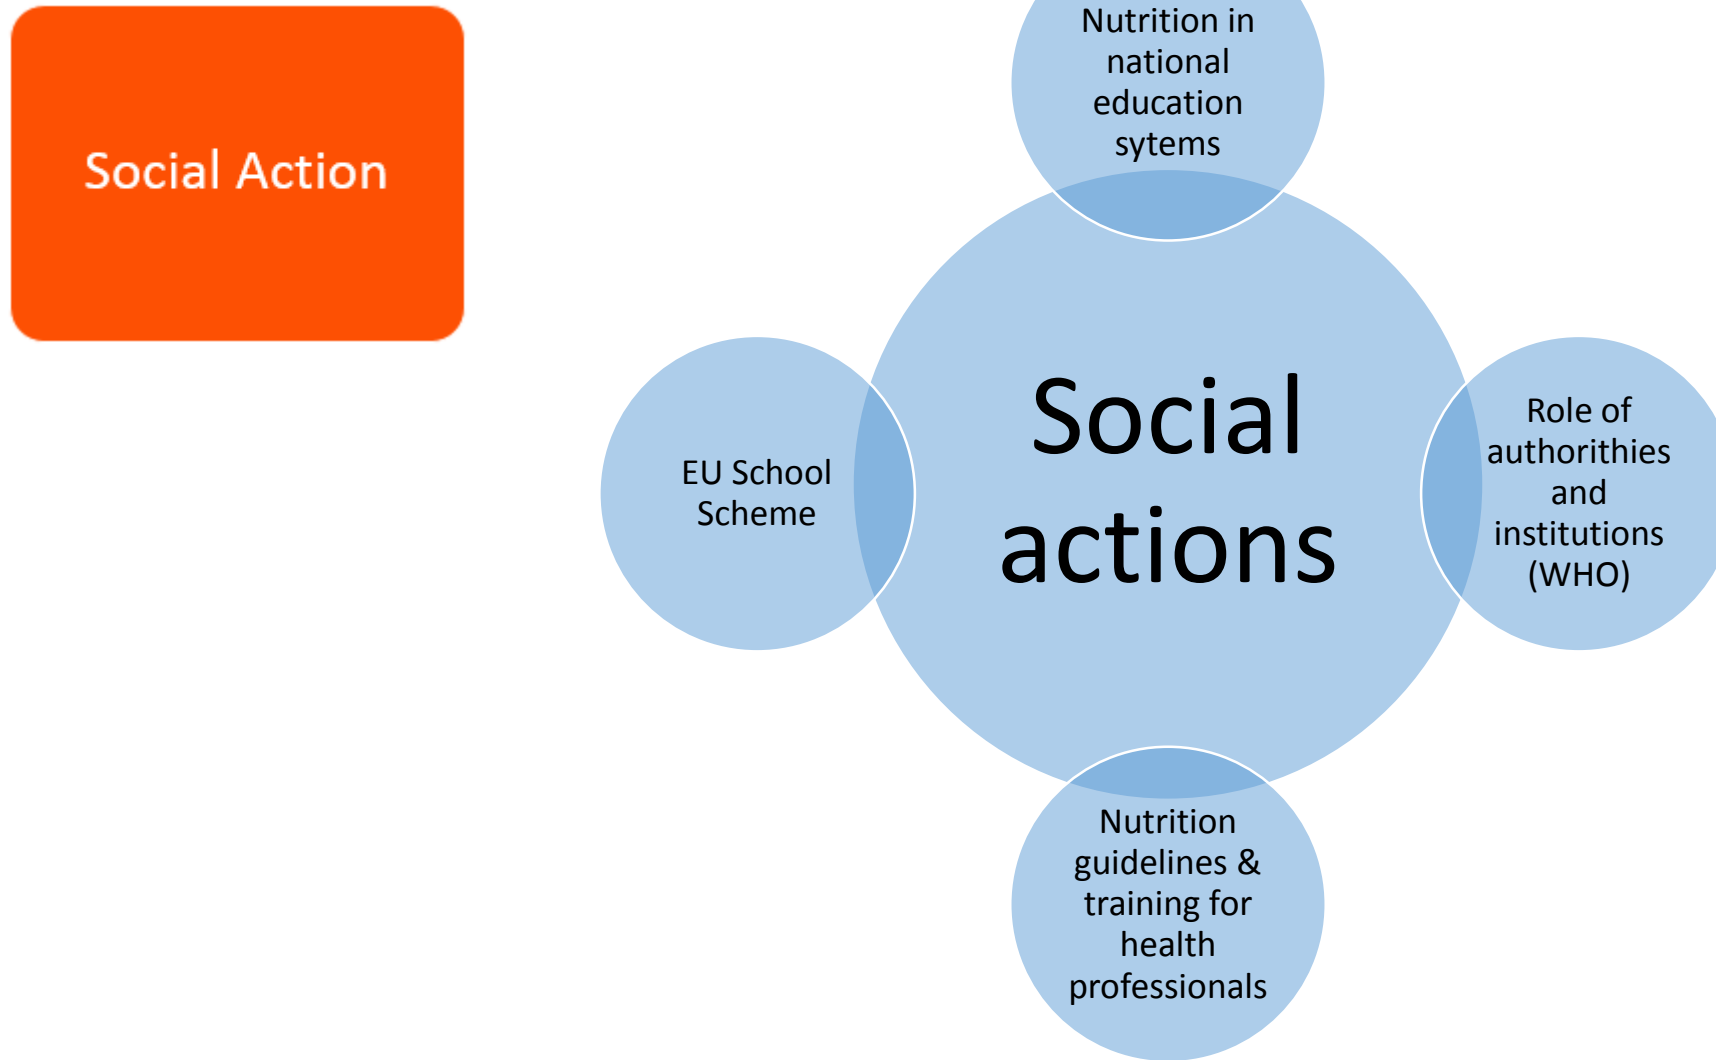 Social Action
Nutrition in
national
education
sytems
EU School
Scheme
Social
actions
Role of
authorithies
and
institutions
(WHO)
Nutrition
guidelines &
training for
health
professionals